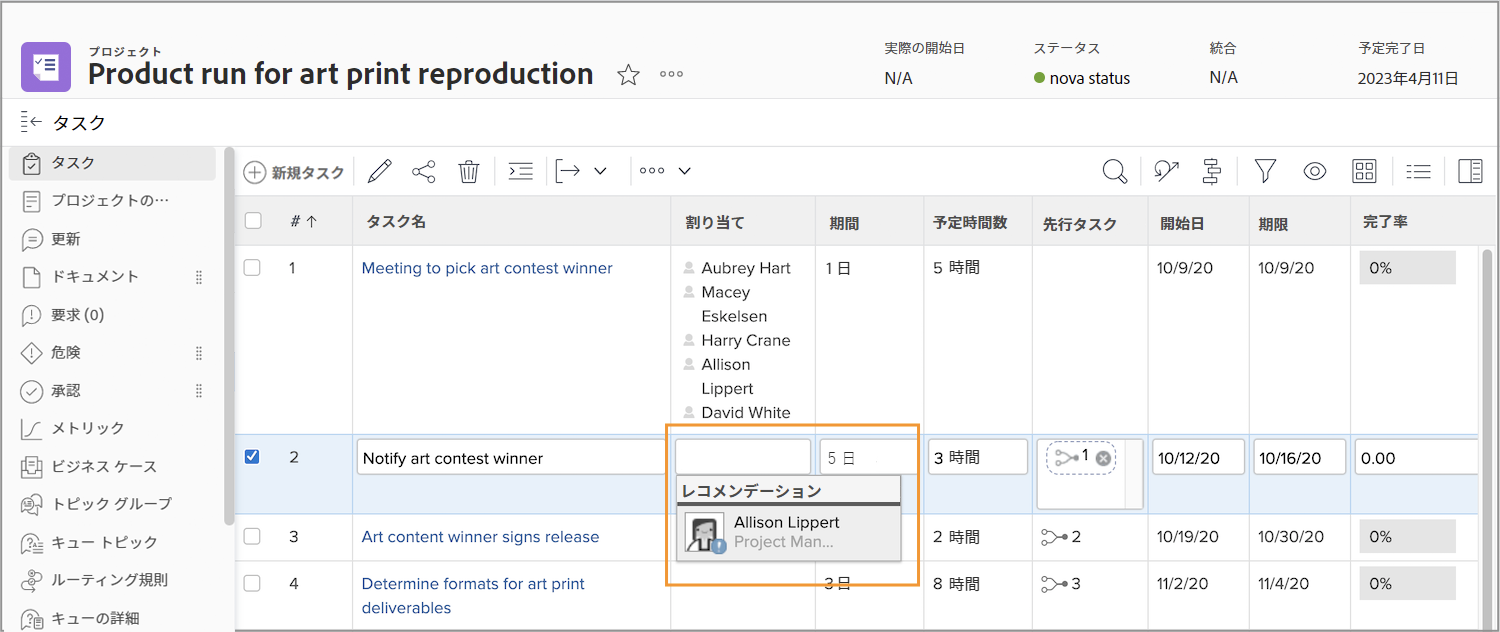 プロジェクト
Product run for art print reproduction
実際の開始日
N/A
ステータス
nova status
統合
N/A
予定完了日
2023年4月11日
タスク
タスク
プロジェクトの…
更新
ドキュメント
要求 (0)
危険
承認
メトリック
ビジネス ケース
トピック グループ
キュー トピック
ルーティング規則
キューの詳細
新規タスク
# タスク名 割り当て 期間 予定時間数 先行タスク 開始日 期限 完了率
1 Meeting to pick art contest winner Aubrey Hart 1 日 5 時間 10/9/20 10/9/20 0%
Macey
Eskelsen
Harry Crane
Allison
Lippert
David White
2 Notify art contest winner 5 日 3 時間 1 10/12/20 10/16/20 0.00
レコメンデーション
Allison Lippert
Project Man...
3 Art content winner signs release 2 時間 2 10/19/20 10/30/20 0%
4 Determine formats for art print 3 日 8 時間 3 11/2/20 11/4/20 0%
deliverables